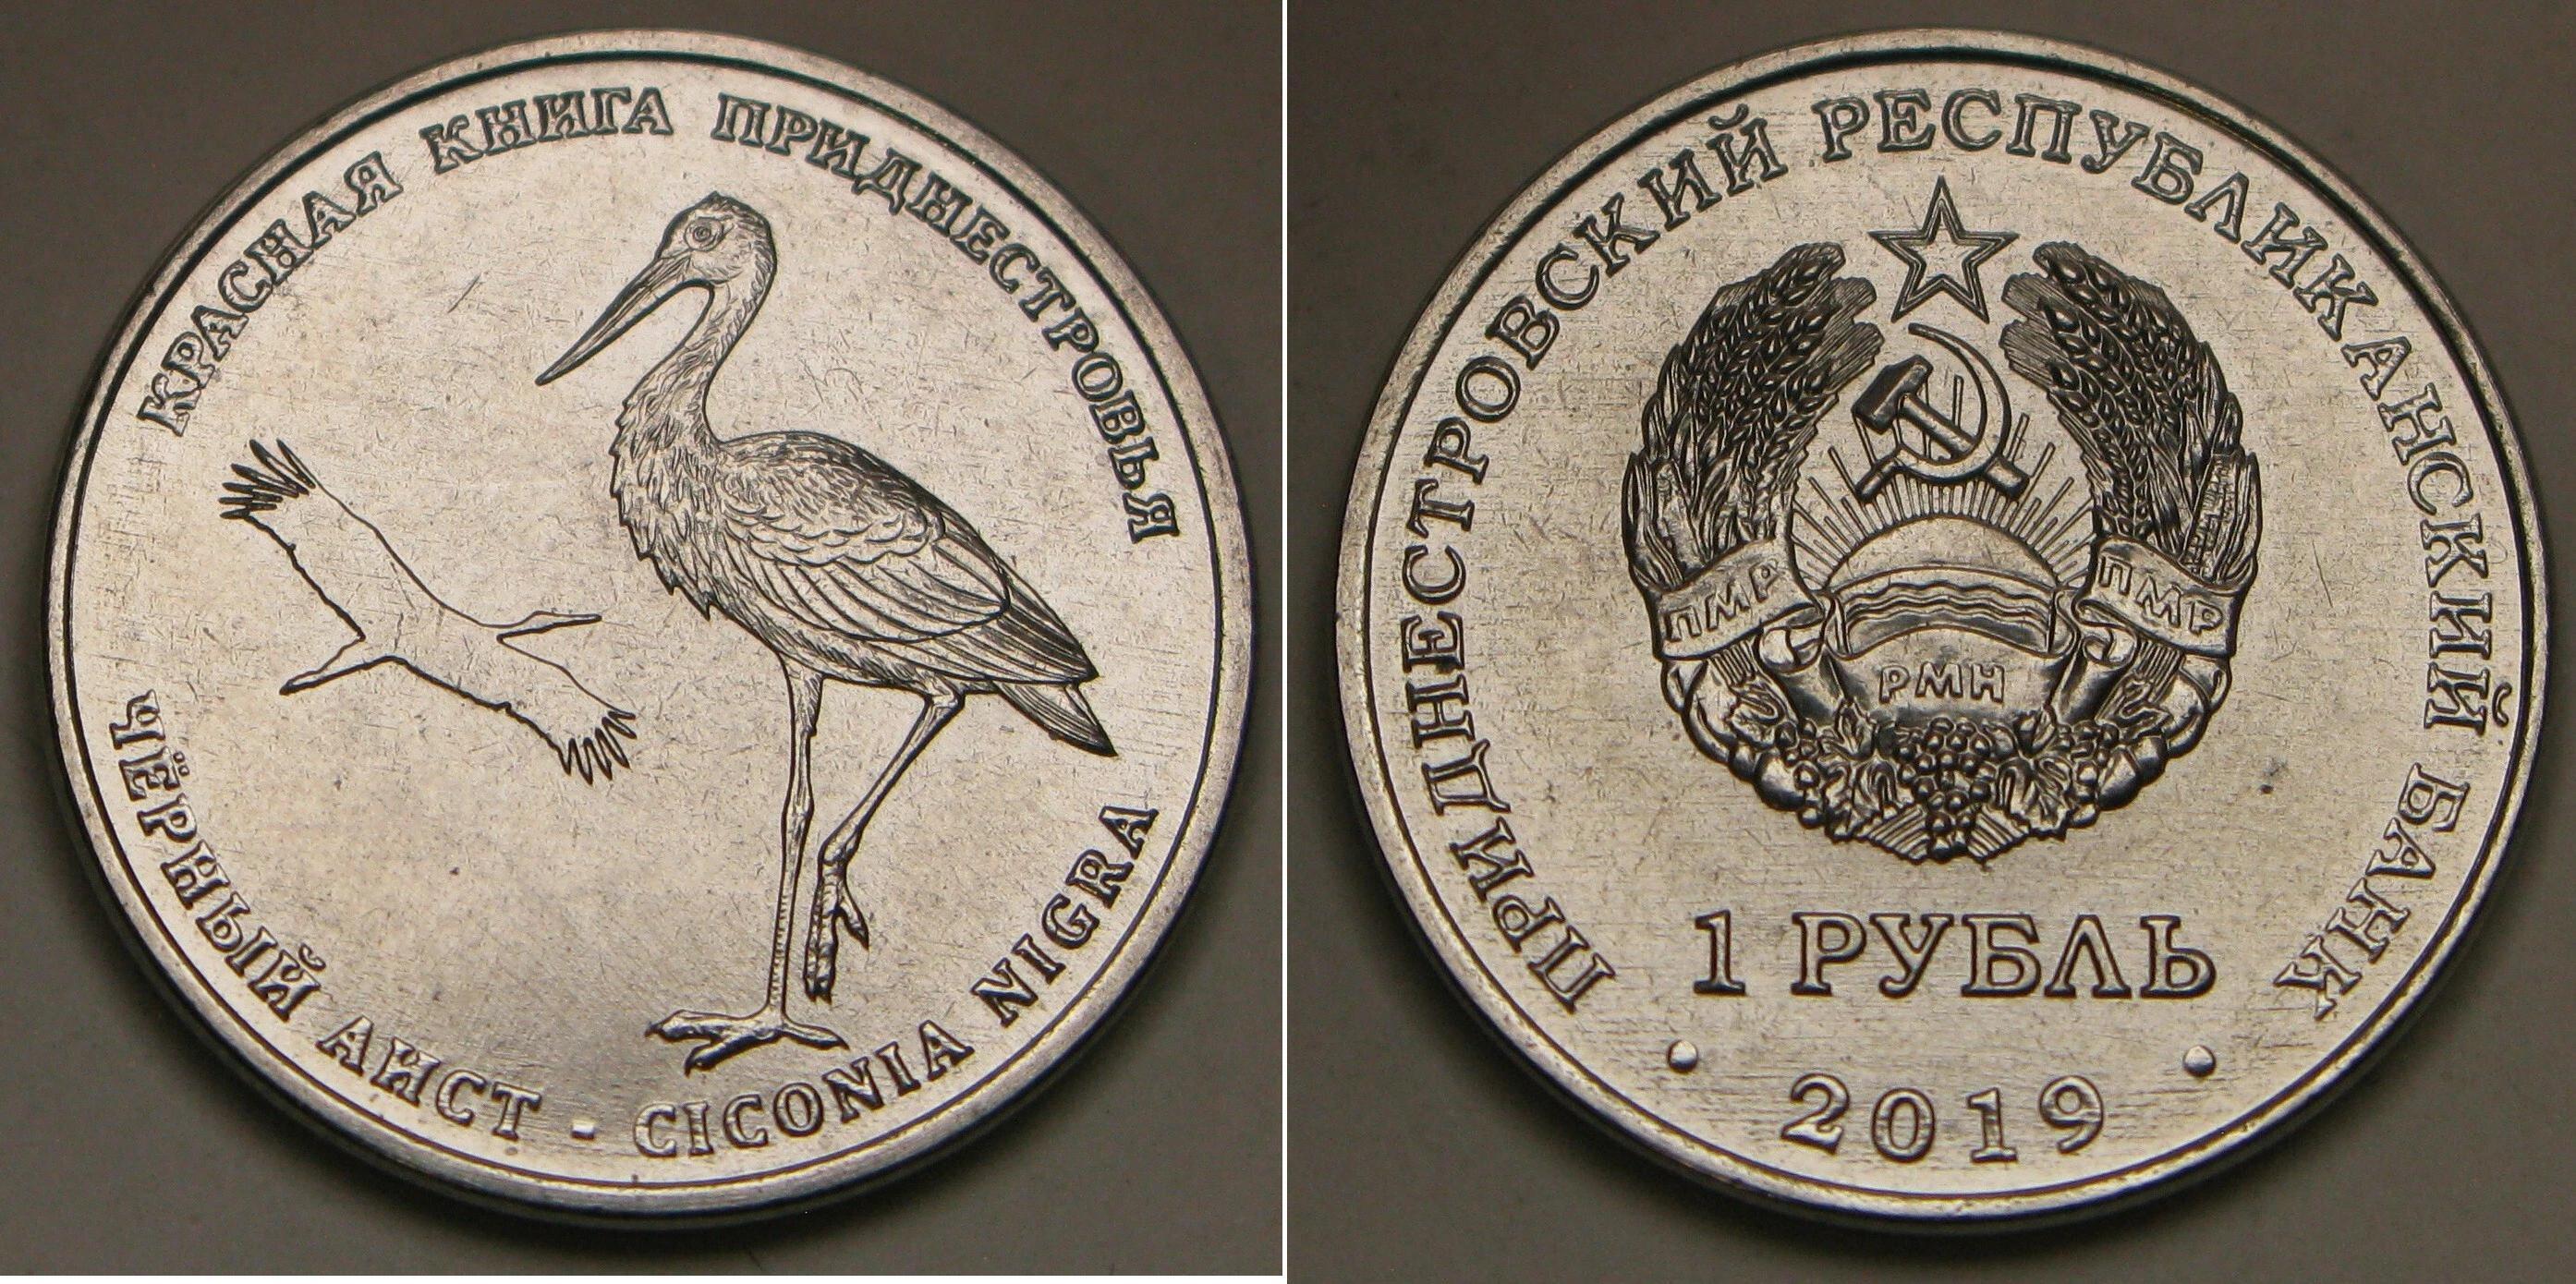 КРАСНАЯ КНИГА ПРИДНЕСТРОВЬЯ
ЧЁРНЫЙ АИСТ - CICONIA NIGRA
ПРИДНЕСТРОВСКИЙ РЕСПУБЛИКАНСКИЙ БАНК
ПМР
ПМР
РМН
1 РУБЛЬ
• 2019 •